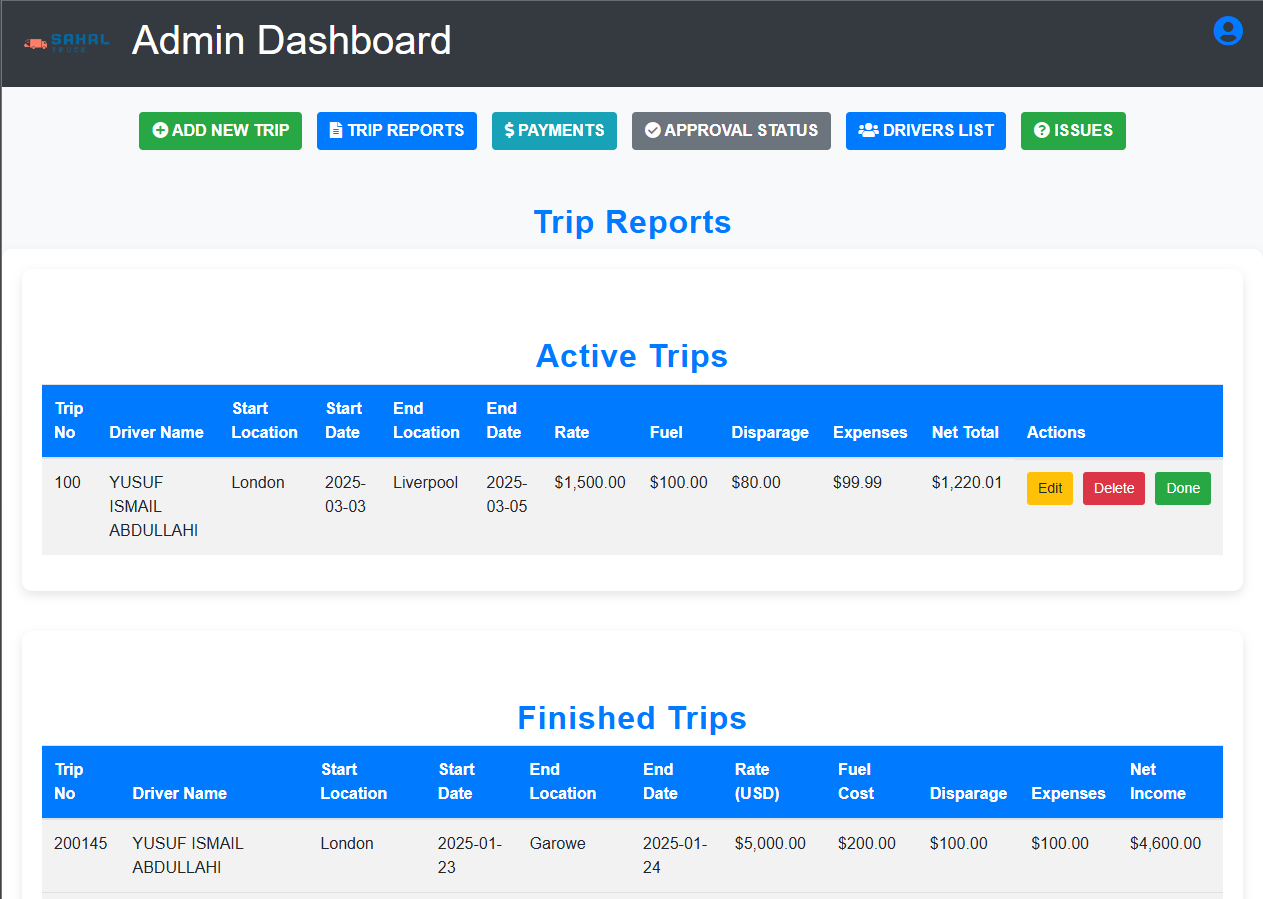 SAHAL
TRUCK
Admin Dashboard
ADD NEW TRIP
TRIP REPORTS
$ PAYMENTS
APPROVAL STATUS
DRIVERS LIST
? ISSUES
Trip Reports
Active Trips
Trip No Driver Name Start Location Start Date End Location End Date Rate Fuel Disparage Expenses Net Total Actions
100 YUSUF ISMAIL ABDULLAHI London 2025-03-03 Liverpool 2025-03-05 $1,500.00 $100.00 $80.00 $99.99 $1,220.01 Edit Delete Done
Finished Trips
Trip No Driver Name Start Location Start Date End Location End Date Rate (USD) Fuel Cost Disparage Expenses Net Income
200145 YUSUF ISMAIL ABDULLAHI London 2025-01-23 Garowe 2025-01-24 $5,000.00 $200.00 $100.00 $100.00 $4,600.00